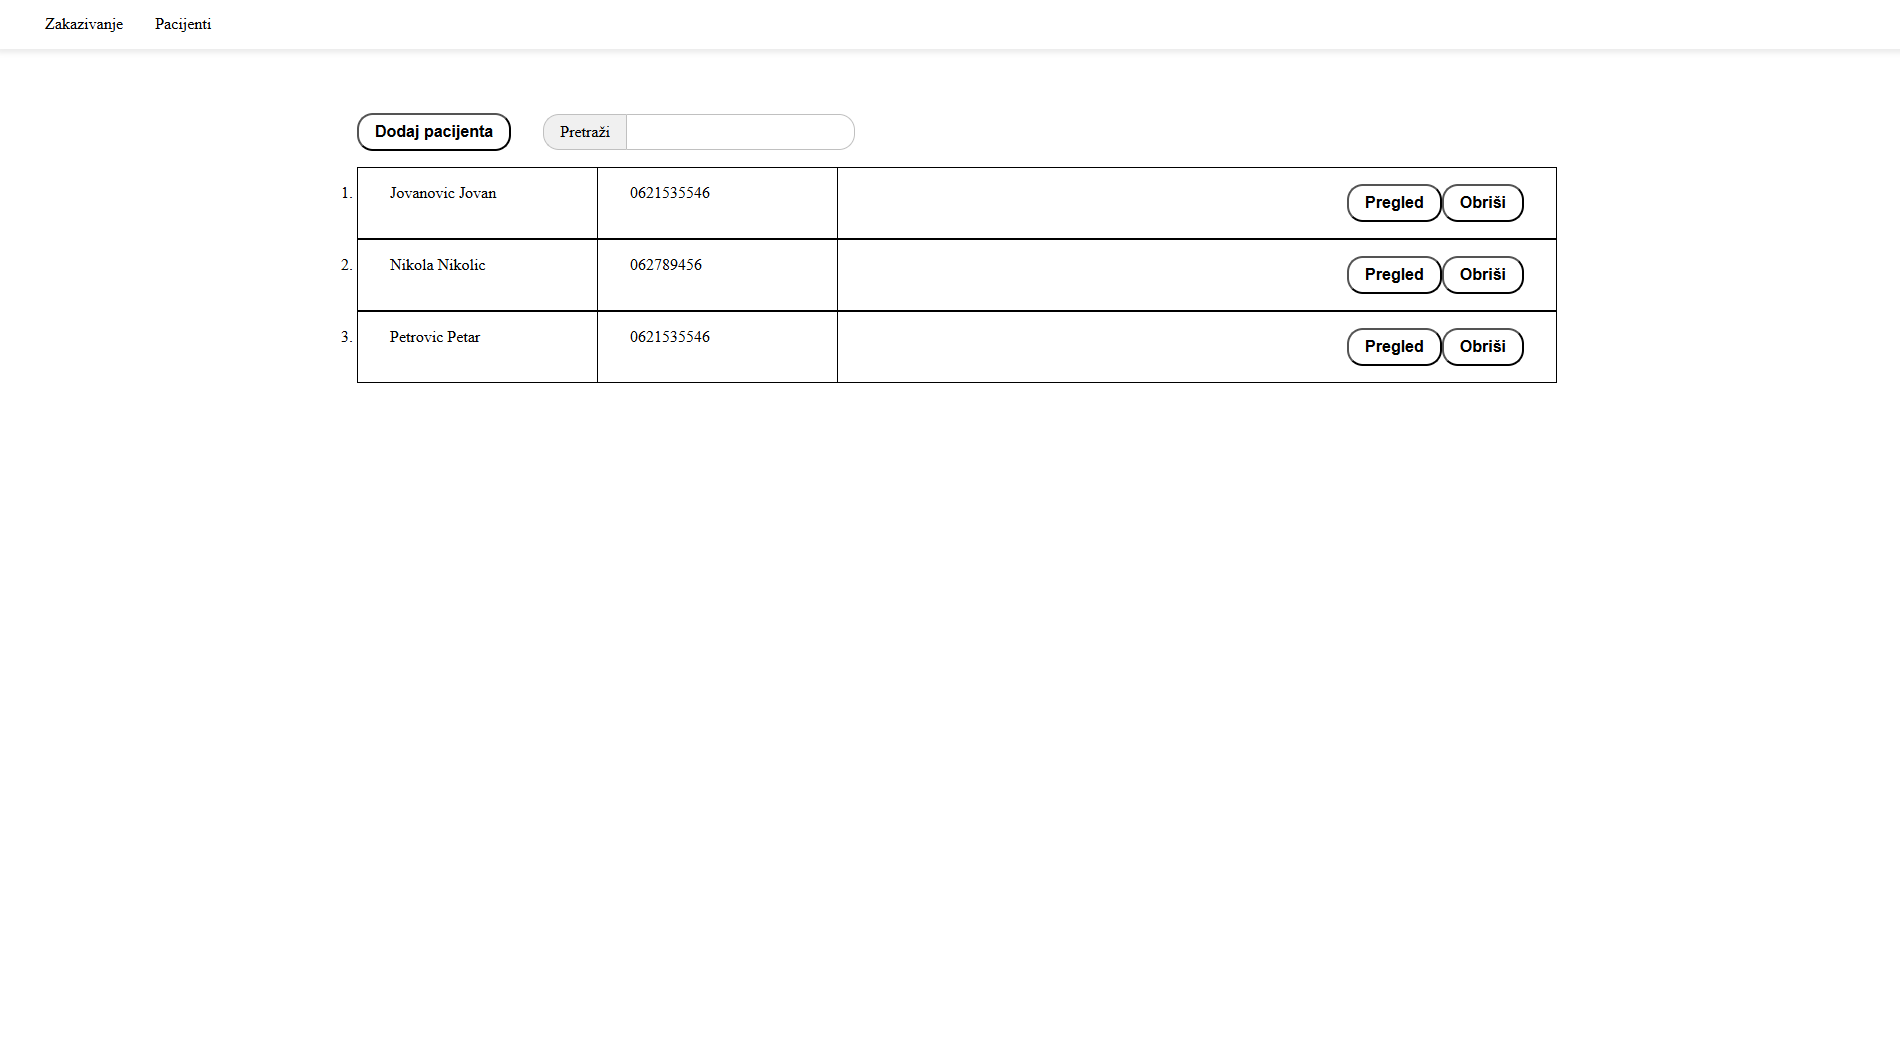 Zakazivanje Pacijenti
Dodaj pacijenta Pretraži
1. Jovanovic Jovan 0621535546 Pregled Obriši
2. Nikola Nikolic 062789456 Pregled Obriši
3. Petrovic Petar 0621535546 Pregled Obriši